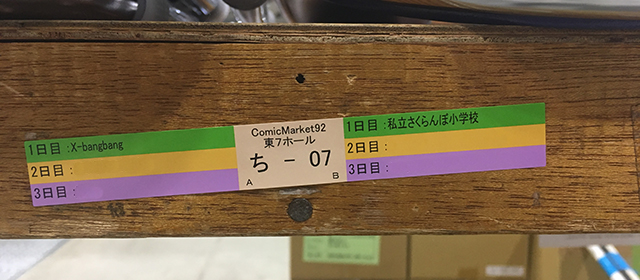 1日目：X-bangbang
2日目：
3日目：
ComicMarket92
東7ホール
ち － 07
A B
1日目：私立さくらんぼ小学校
2日目：
3日目：